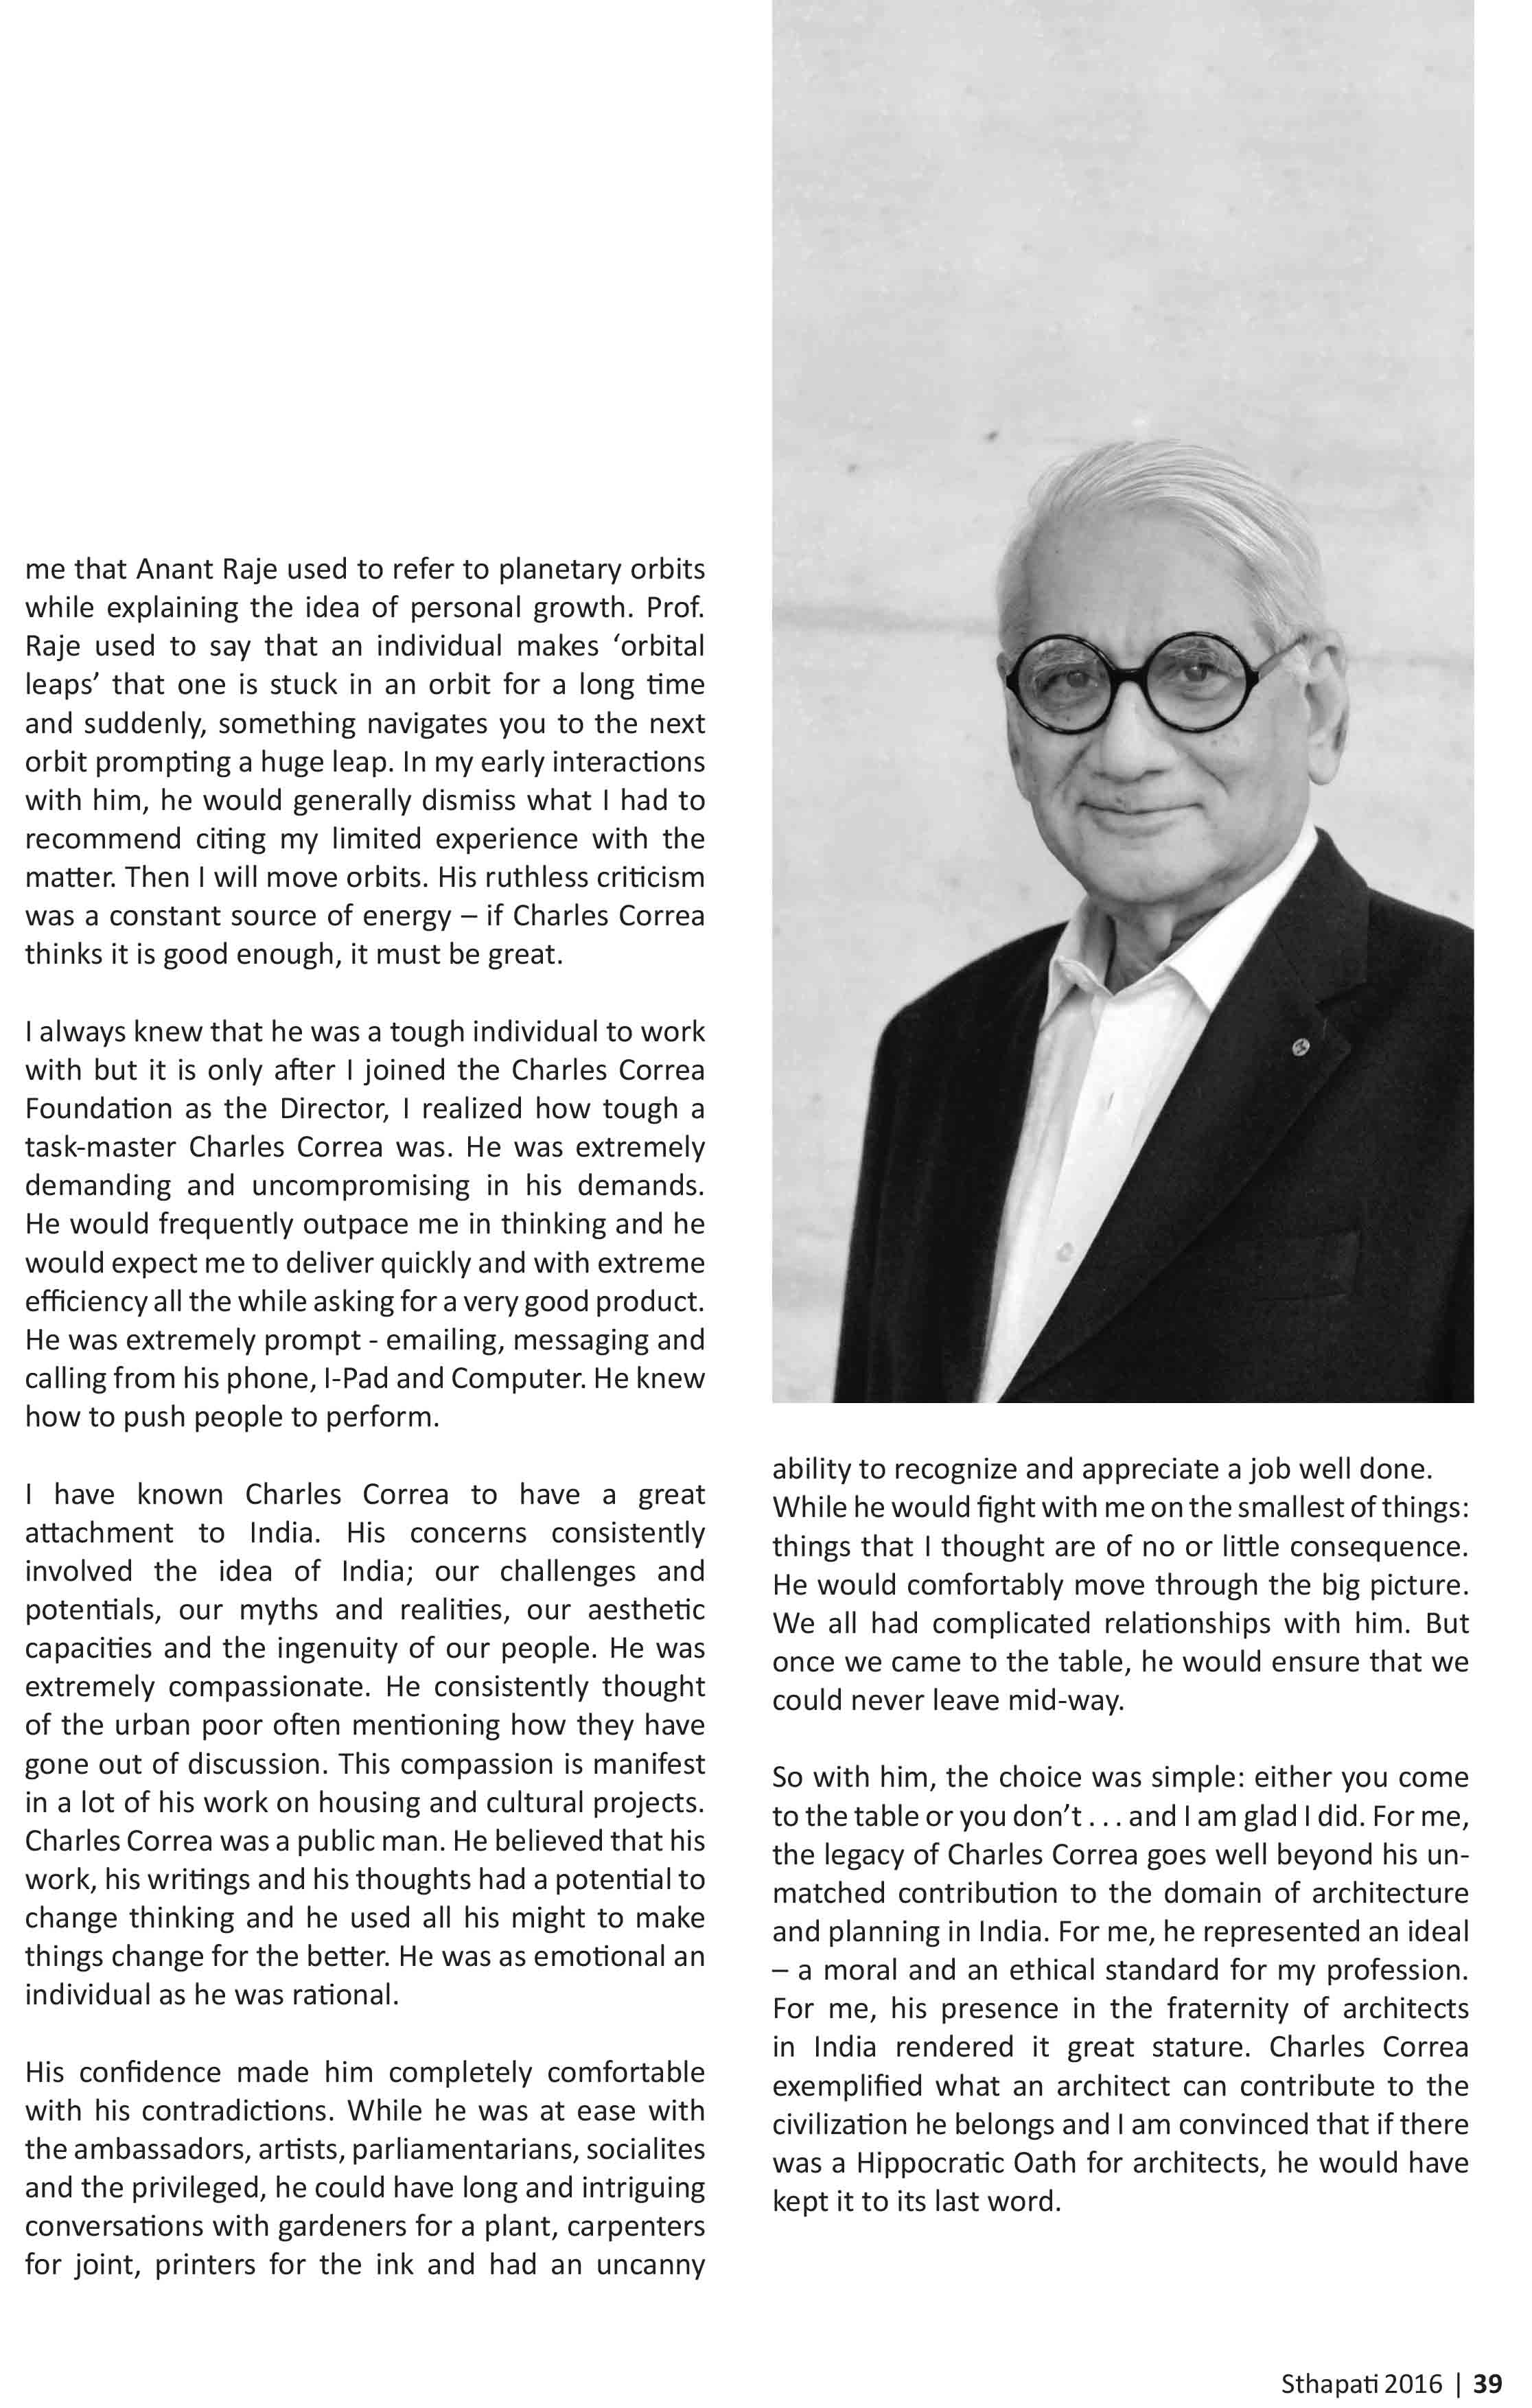 me that Anant Raje used to refer to planetary orbits
while explaining the idea of personal growth. Prof.
Raje used to say that an individual makes ‘orbital
leaps’ that one is stuck in an orbit for a long time
and suddenly, something navigates you to the next
orbit prompting a huge leap. In my early interactions
with him, he would generally dismiss what I had to
recommend citing my limited experience with the
matter. Then I will move orbits. His ruthless criticism
was a constant source of energy – if Charles Correa
thinks it is good enough, it must be great.
I always knew that he was a tough individual to work
with but it is only after I joined the Charles Correa
Foundation as the Director, I realized how tough a
task-master Charles Correa was. He was extremely
demanding and uncompromising in his demands.
He would frequently outpace me in thinking and he
would expect me to deliver quickly and with extreme
efficiency all the while asking for a very good product.
He was extremely prompt - emailing, messaging and
calling from his phone, I-Pad and Computer. He knew
how to push people to perform.
I have known Charles Correa to have a great
attachment to India. His concerns consistently
involved the idea of India; our challenges and
potentials, our myths and realities, our aesthetic
capacities and the ingenuity of our people. He was
extremely compassionate. He consistently thought
of the urban poor often mentioning how they have
gone out of discussion. This compassion is manifest
in a lot of his work on housing and cultural projects.
Charles Correa was a public man. He believed that his
work, his writings and his thoughts had a potential to
change thinking and he used all his might to make
things change for the better. He was as emotional an
individual as he was rational.
His confidence made him completely comfortable
with his contradictions. While he was at ease with
the ambassadors, artists, parliamentarians, socialites
and the privileged, he could have long and intriguing
conversations with gardeners for a plant, carpenters
for joint, printers for the ink and had an uncanny
ability to recognize and appreciate a job well done.
While he would fight with me on the smallest of things:
things that I thought are of no or little consequence.
He would comfortably move through the big picture.
We all had complicated relationships with him. But
once we came to the table, he would ensure that we
could never leave mid-way.
So with him, the choice was simple: either you come
to the table or you don’t . . . and I am glad I did. For me,
the legacy of Charles Correa goes well beyond his un-
matched contribution to the domain of architecture
and planning in India. For me, he represented an ideal
– a moral and an ethical standard for my profession.
For me, his presence in the fraternity of architects
in India rendered it great stature. Charles Correa
exemplified what an architect can contribute to the
civilization he belongs and I am convinced that if there
was a Hippocratic Oath for architects, he would have
kept it to its last word.
Sthapati 2016 | 39